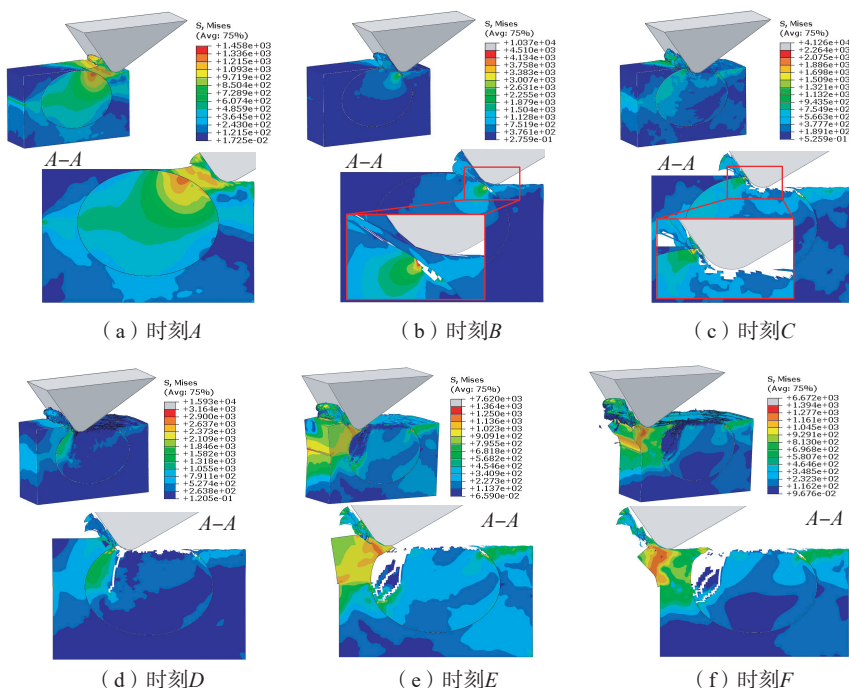 S, Mises
(Avg: 75%)
+1.458e+03
+1.336e+03
+1.215e+03
+1.093e+03
+9.719e+02
+8.504e+02
+7.289e+02
+6.074e+02
+4.859e+02
+3.645e+02
+2.430e+02
+1.215e+02
+1.725e-02
A-A
(a)时刻A
S, Mises
(Avg: 75%)
+1.037e+04
+4.510e+03
+4.134e+03
+3.758e+03
+3.383e+03
+3.007e+03
+2.631e+03
+2.255e+03
+1.879e+03
+1.504e+03
+1.128e+03
+7.519e+02
+3.761e+02
+2.759e-01
A-A
(b)时刻B
S, Mises
(Avg: 75%)
+4.126e+04
+2.264e+03
+2.075e+03
+1.886e+03
+1.698e+03
+1.509e+03
+1.321e+03
+1.132e+03
+9.435e+02
+7.549e+02
+5.663e+02
+3.777e+02
+1.891e+02
+5.259e-01
A-A
(c)时刻C
S, Mises
(Avg: 75%)
+1.593e+04
+3.164e+03
+2.900e+03
+2.637e+03
+2.373e+03
+2.109e+03
+1.846e+03
+1.582e+03
+1.318e+03
+1.055e+03
+7.911e+02
+5.274e+02
+2.638e+02
+1.205e-01
A-A
(d)时刻D
S, Mises
(Avg: 75%)
+7.620e+03
+1.364e+03
+1.250e+03
+1.136e+03
+1.023e+03
+9.091e+02
+7.955e+02
+6.818e+02
+5.682e+02
+4.546e+02
+3.409e+02
+2.273e+02
+1.137e+02
+6.590e-02
A-A
(e)时刻E
S, Mises
(Avg: 75%)
+6.672e+03
+1.394e+03
+1.277e+03
+1.161e+03
+1.045e+03
+9.291e+02
+8.130e+02
+6.968e+02
+5.807e+02
+4.646e+02
+3.485e+02
+2.323e+02
+1.162e+02
+9.676e-02
A-A
(f)时刻F